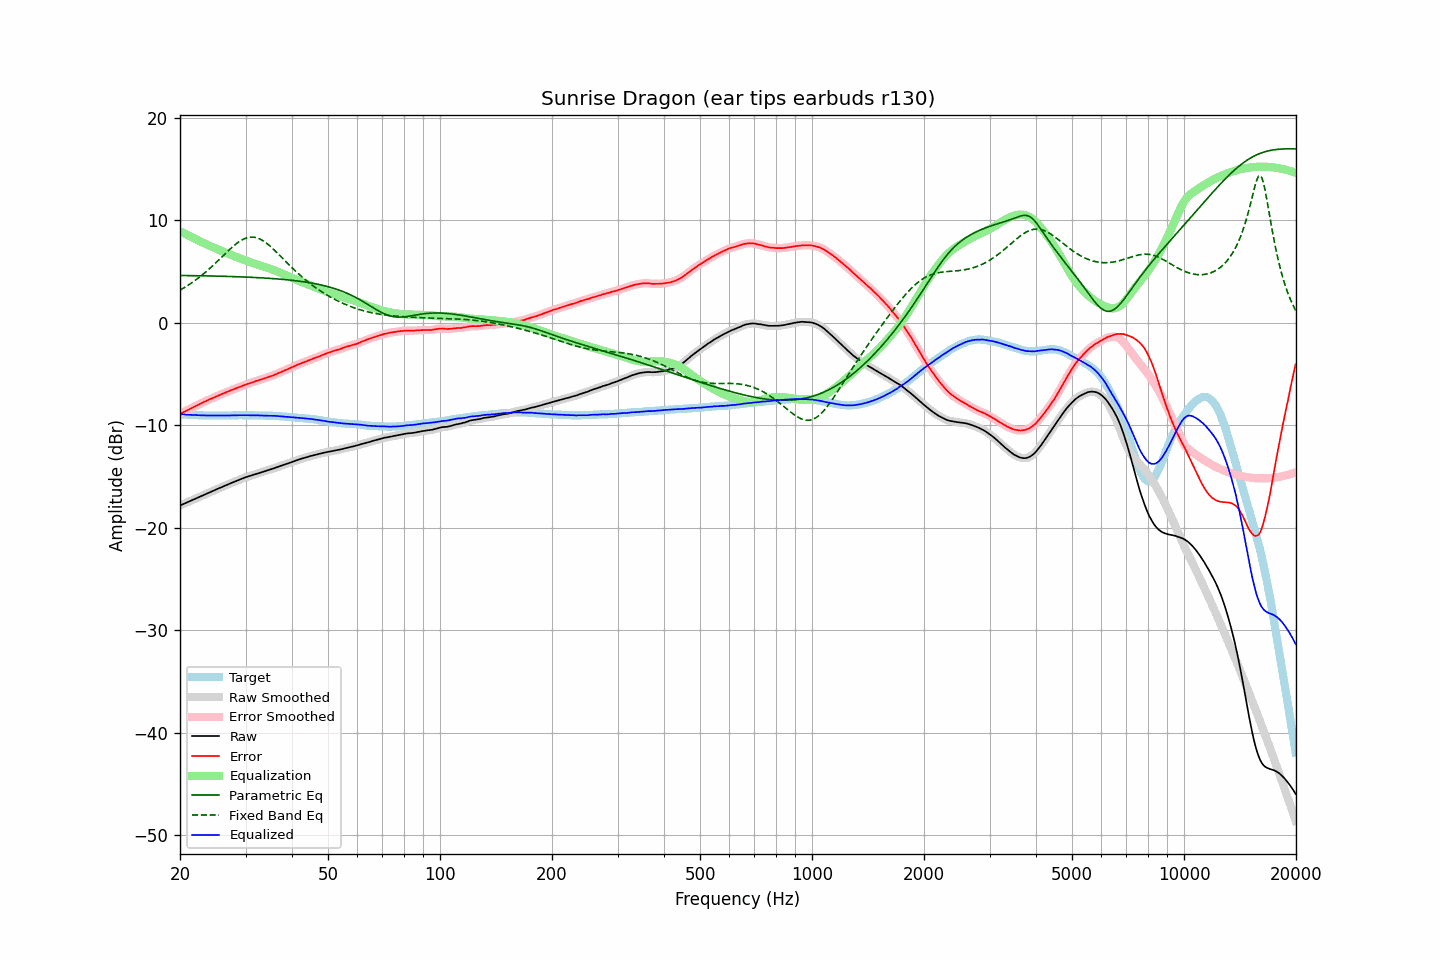 Sunrise Dragon (ear tips earbuds r130)
20
10
0
−10
−20
−30
−40
−50
Amplitude (dBr)
Target
Raw Smoothed
Error Smoothed
Raw
Error
Equalization
Parametric Eq
Fixed Band Eq
Equalized
20 50 100 200 500 1000 2000 5000 10000 20000
Frequency (Hz)